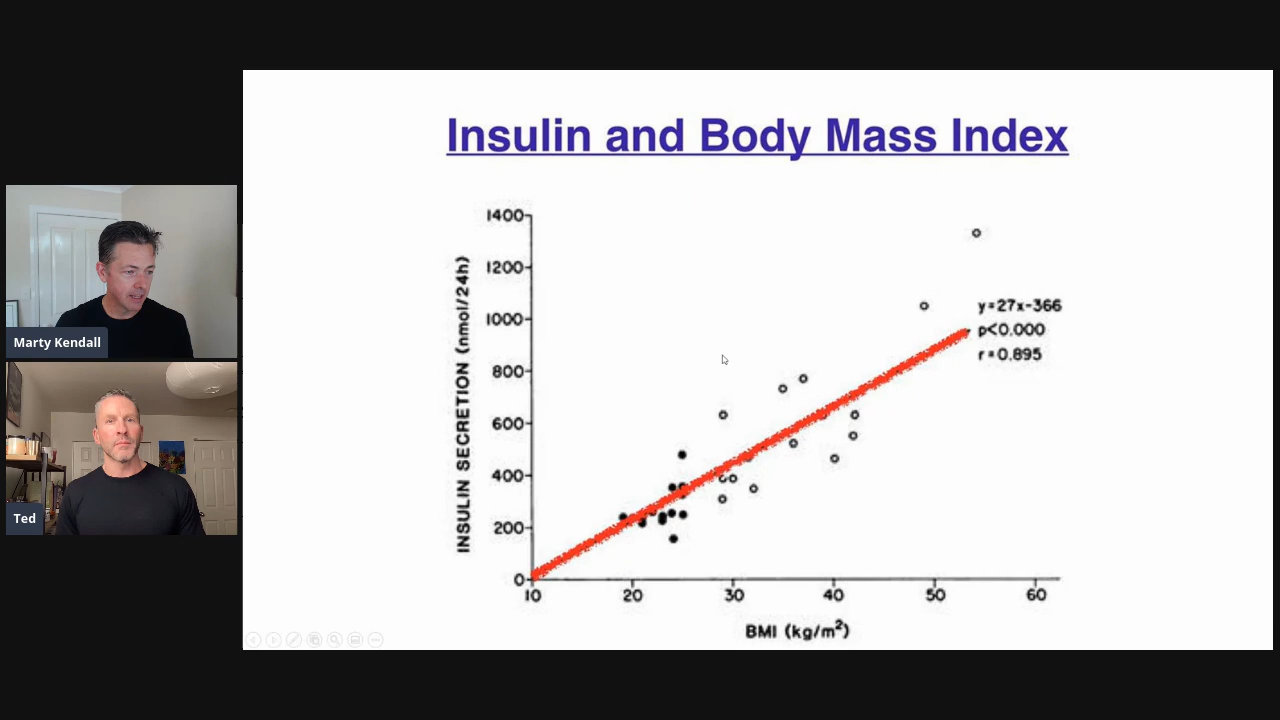 Insulin and Body Mass Index
1400
1200
1000
800
600
400
200
0
INSULIN SECRETION (nmol/24h)
y=27x-366
p<0.000
r=0.895
10 20 30 40 50 60
BMI (kg/m²)
Marty Kendall
Ted